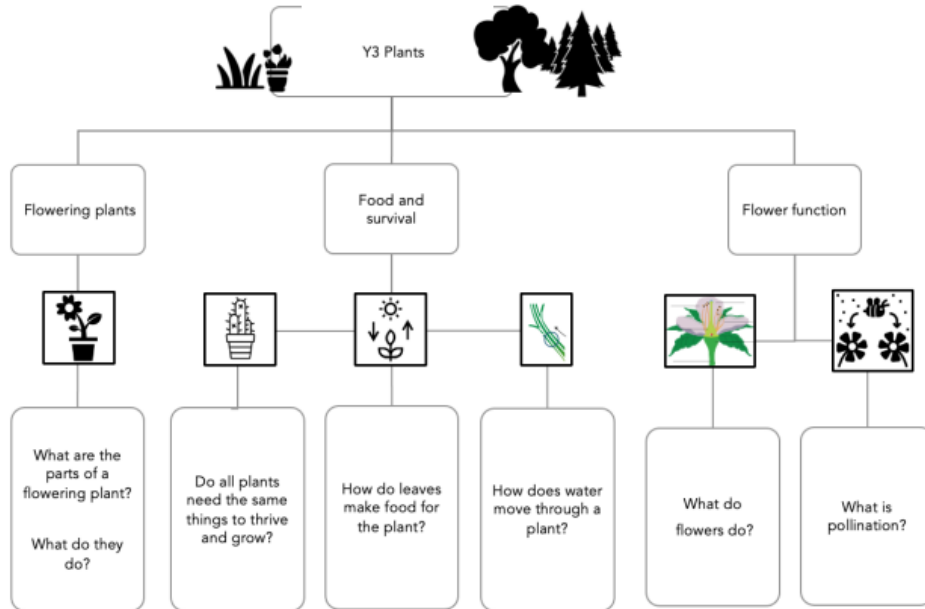 Y3 Plants
Flowering plants
Food and
survival
Flower function
What are the
parts of a
flowering plant?
What do they
do?
Do all plants
need the same
things to thrive
and grow?
How do leaves
make food for
the plant?
How does water
move through a
plant?
What do
flowers do?
What is
pollination?